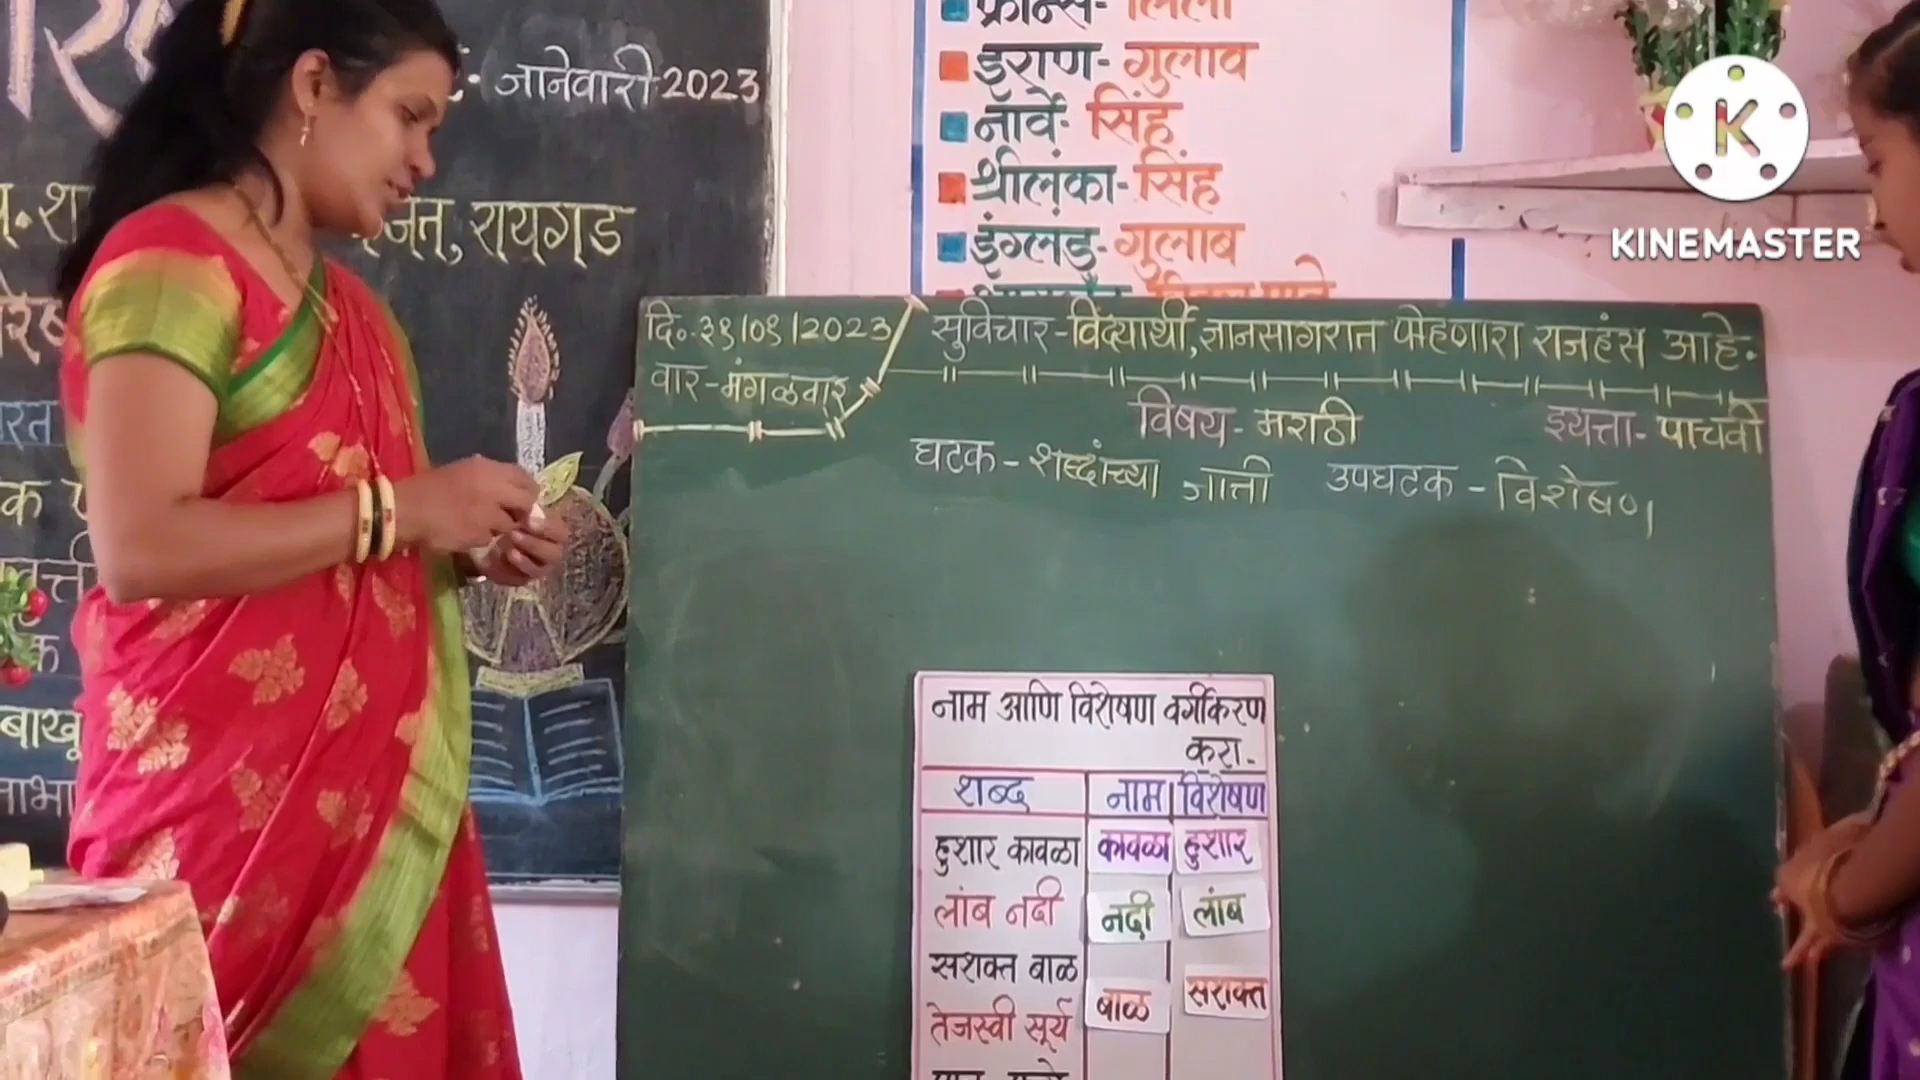 जानेवारी 2023
रायगड
फ्रान्स- लिली
इराण- गुलाब
नॉर्वे- सिंह
श्रीलंका- सिंह
इंग्लंड- गुलाब
KINEMASTER
दि.३१/०१/2023
वार-मंगळवार
सुविचार-विद्यार्थी,ज्ञानसागरात पोहणारा राजहंस आहे.
विषय- मराठी
इयत्ता- पाचवी
घटक-शब्दांच्या जाती उपघटक-विशेषण
नाम आणि विशेषण वर्गीकरण
करा-
शब्द नाम विशेषण
हुशार कावळा कावळा हुशार
लांब नदी नदी लांब
सशक्त बाळ बाळ सशक्त
तेजस्वी सूर्य